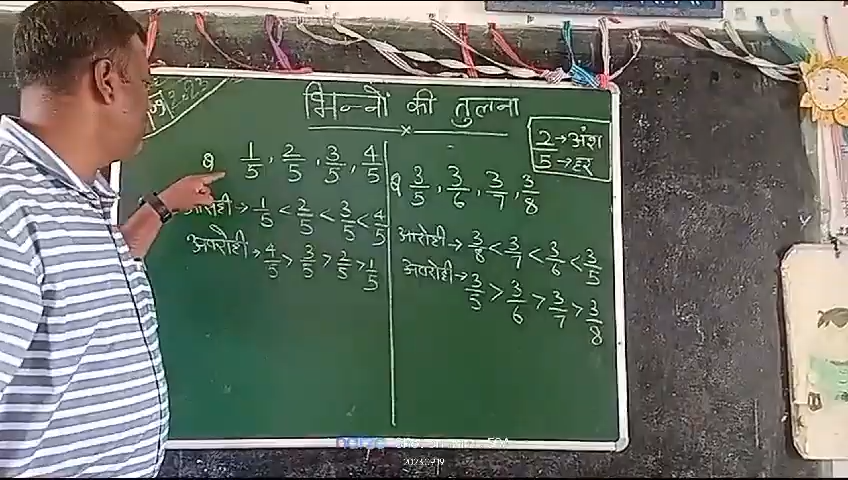 भिन्नों की तुलना
2 → अंश
5 → हर
Q 1/5, 2/5, 3/5, 4/5
आरोही → 1/5 < 2/5 < 3/5 < 4/5
अवरोही → 4/5 > 3/5 > 2/5 > 1/5
Q 3/5, 3/6, 3/7, 3/8
आरोही → 3/8 < 3/7 < 3/6 < 3/5
अवरोही → 3/5 > 3/6 > 3/7 > 3/8